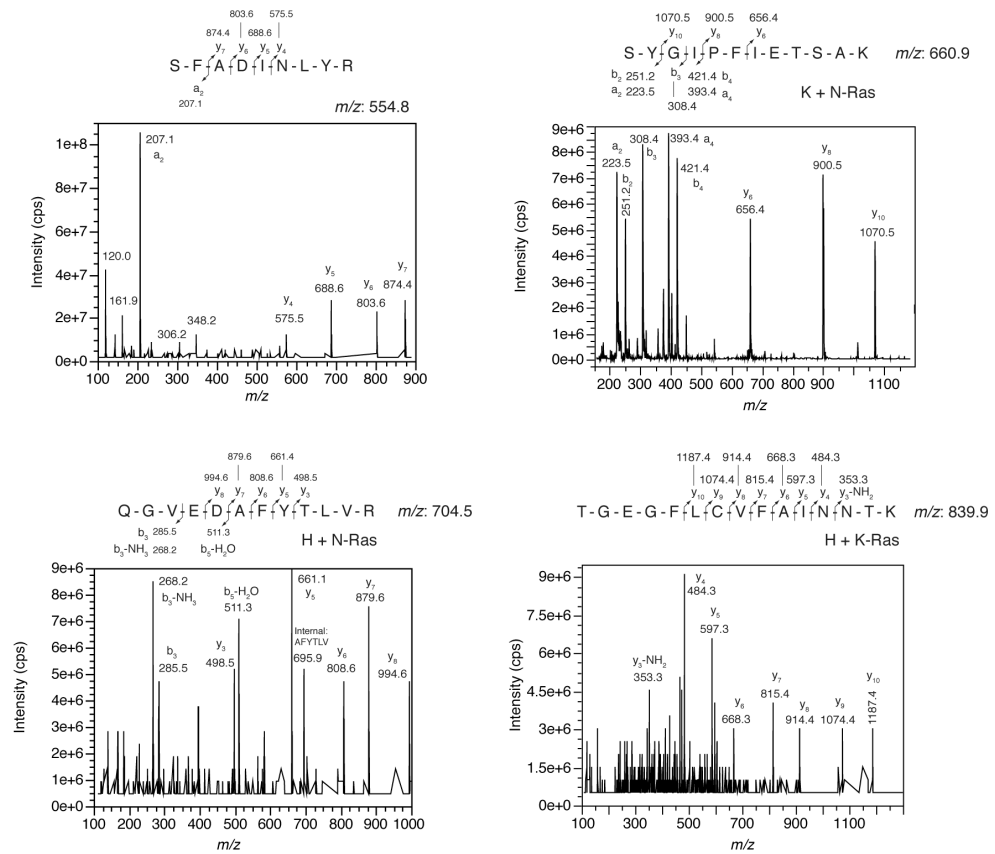 803.6 575.5
874.4 688.6
y7 y6 y5 y4
S - F - A - D - I - N - L - Y - R
a2
207.1
m/z: 554.8
1e+8
8e+7
6e+7
4e+7
2e+7
0e+0
Intensity (cps)
207.1
a2
120.0
161.9
306.2
348.2
y4
575.5
y5
688.6
y6
803.6
y7
874.4
100 200 300 400 500 600 700 800 900
m/z
1070.5 900.5 656.4
y10 y8 y6
S - Y - G - I - P - F - I - E - T - S - A - K
m/z: 660.9
b2 251.2 b3 421.4 b4
a2 223.5 393.4 a4
308.4
K + N-Ras
9e+6
8e+6
7e+6
6e+6
5e+6
4e+6
3e+6
2e+6
1e+6
0e+0
Intensity (cps)
a2
223.5
251.2 b2
308.4
b3
393.4 a4
421.4
b4
y6
656.4
y8
900.5
y10
1070.5
200 300 400 500 600 700 800 900 1100
m/z
879.6 661.4
994.6 808.6 498.5
y8 y7 y6 y5 y3
Q - G - V - E - D - A - F - Y - T - L - V - R
m/z: 704.5
b3 285.5 511.3
b3-NH3 268.2 b5-H2O
H + N-Ras
9e+6
8e+6
7e+6
6e+6
5e+6
4e+6
3e+6
2e+6
1e+6
0e+0
Intensity (cps)
268.2
b3-NH3
b3
285.5
y3
498.5
b5-H2O
511.3
661.1
y5
Internal:
AFYTLV
695.9
y6
808.6
y7
879.6
y8
994.6
100 200 300 400 500 600 700 800 900 1000
m/z
1187.4 914.4 668.3 484.3
1074.4 815.4 597.3 353.3
y10 y9 y8 y7 y6 y5 y4 y3-NH2
T - G - E - G - F - L - C - V - F - A - I - N - N - T - K
m/z: 839.9
H + K-Ras
9e+6
7.5e+6
6e+6
4.5e+6
3e+6
1.5e+6
0e+0
Intensity (cps)
y3-NH2
353.3
y4
484.3
y5
597.3
y6
668.3
y7
815.4
y8
914.4
y9
1074.4
y10
1187.4
100 300 500 700 900 1100
m/z